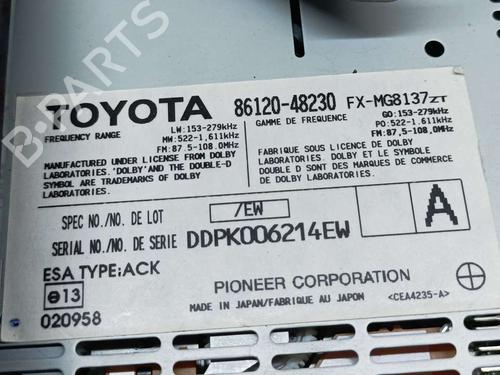 TOYOTA 86120-48230 FX-MG8137ZT
FREQUENCY RANGE LW:153-279kHz
MW:522-1,611kHz
FM:87.5-108.0MHz
GAMME DE FREQUENCE GO:153-279kHz
PO:522-1,611kHz
FM:87.5-108.0MHz
MANUFACTURED UNDER LICENSE FROM DOLBY
LABORATORIES. 'DOLBY' AND THE DOUBLE-D
SYMBOL ARE TRADEMARKS OF DOLBY
LABORATORIES.
FABRIQUE SOUS LICENCE DE DOLBY
LABORATORIES. DOLBY ET LE SYMBOLE
DOUBLE D SONT DES MARQUES DE COMMERCE
DE DOLBY LABORATORIES.
SPEC NO./NO. DE LOT /EW
A
SERIAL NO./NO. DE SERIE DDPK006214EW
ESA TYPE:ACK
13
020958
PIONEER CORPORATION
MADE IN JAPAN/FABRIQUE AU JAPON
<CEA4235-A>
B PARTS